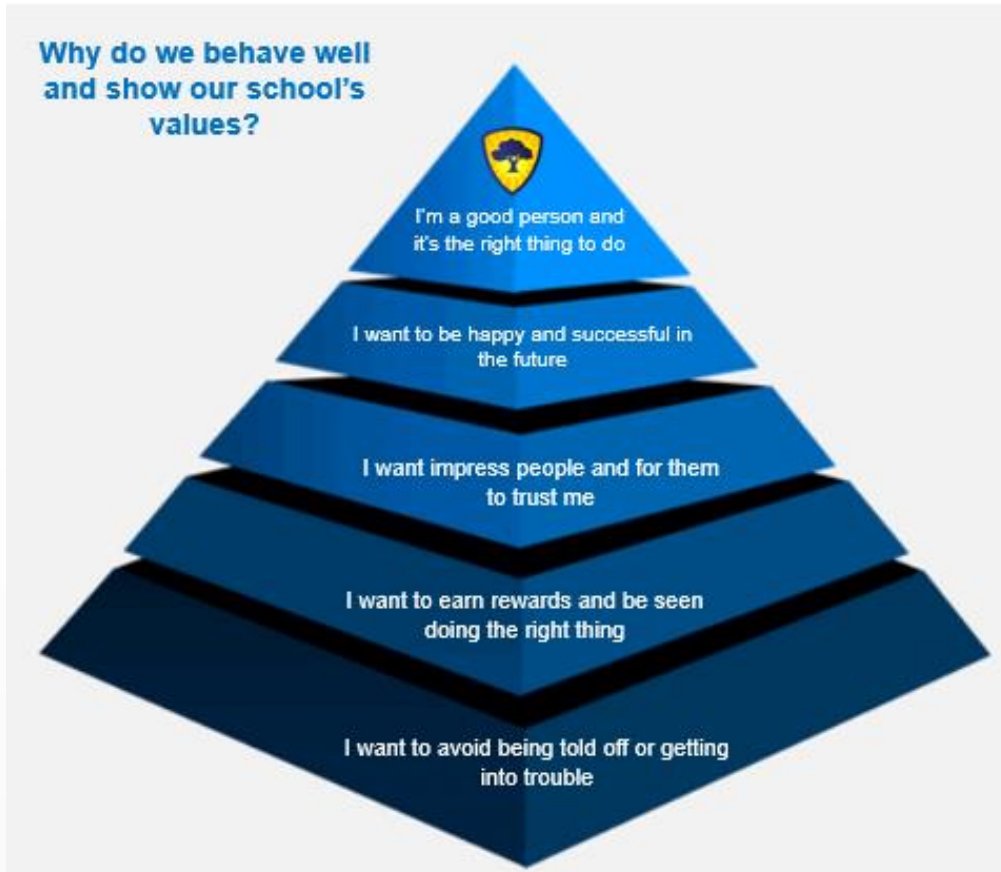 Why do we behave well
and show our school's
values?
I'm a good person and
it's the right thing to do
I want to be happy and successful in
the future
I want impress people and for them
to trust me
I want to earn rewards and be seen
doing the right thing
I want to avoid being told off or getting
into trouble